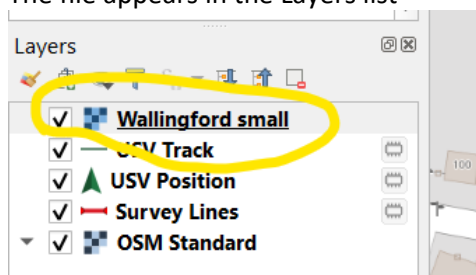 The file appears in the Layers list
Layers
Wallingford small
USV Track
USV Position
Survey Lines
OSM Standard
100